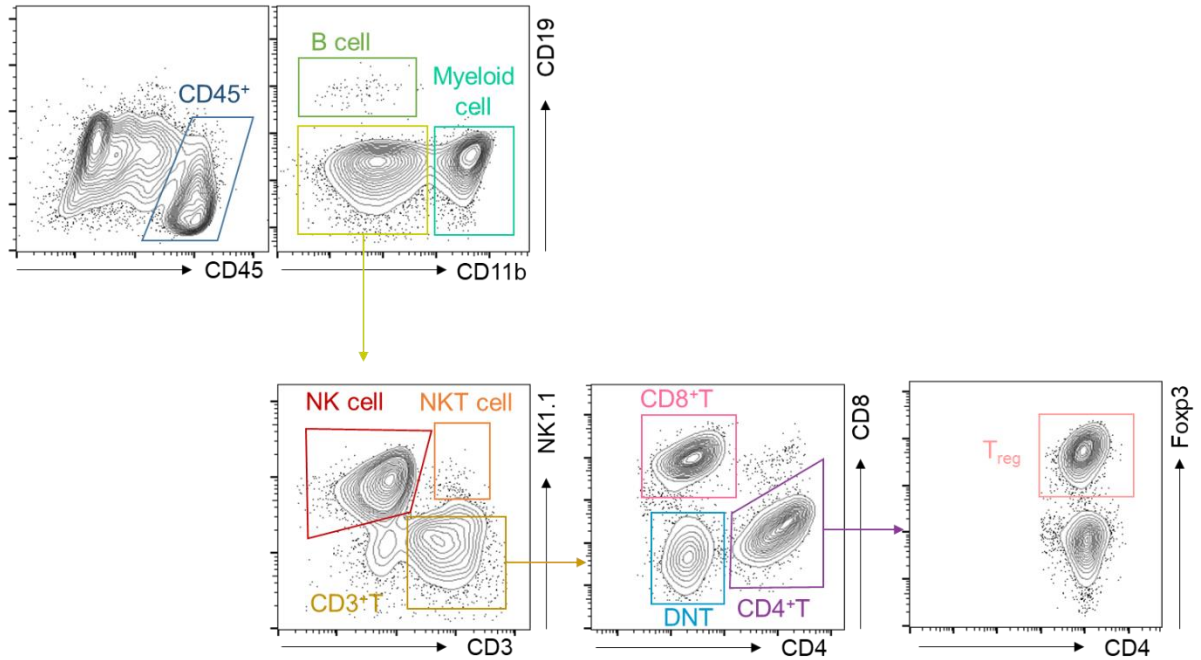 CD45⁺
CD45
B cell
Myeloid
cell
CD11b
CD19
NK cell
NKT cell
CD3⁺T
CD3
NK1.1
CD8⁺T
DNT
CD4⁺T
CD4
CD8
Treg
CD4
Foxp3